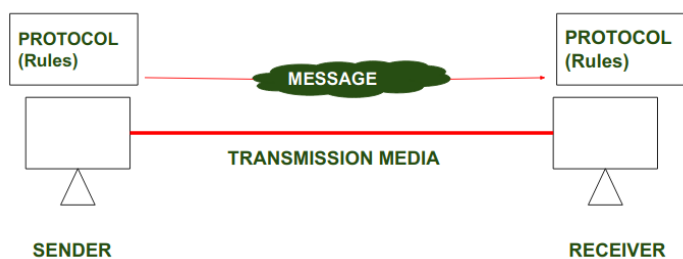 PROTOCOL
(Rules)
PROTOCOL
(Rules)
MESSAGE
TRANSMISSION MEDIA
SENDER
RECEIVER